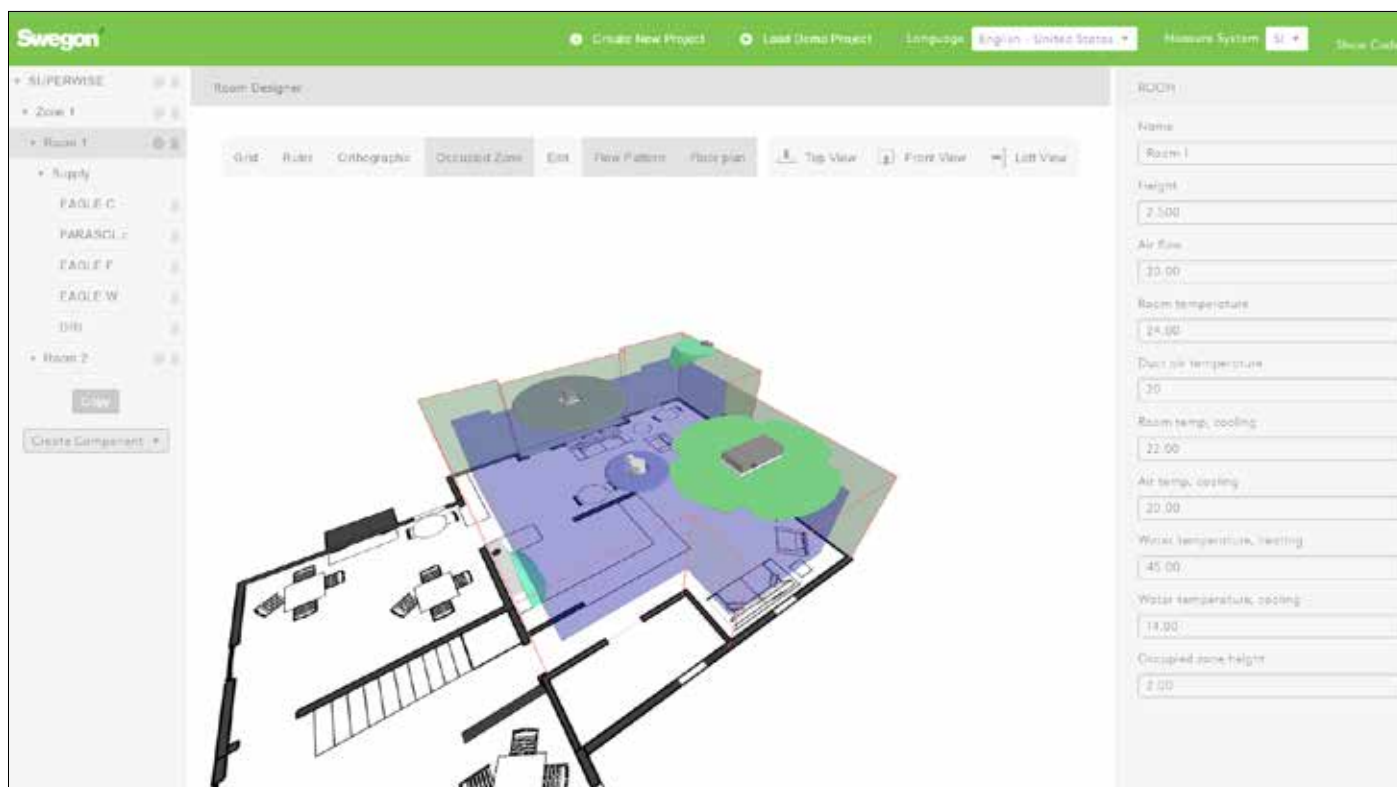 Swegon
Create New Project
Load Demo Project
Language
English - United States
Measure System
SI
Show Code
SUPERWISE
Zone 1
Room 1
Supply
EAGLE C
PARASOL c
EAGLE F
EAGLE W
Room 2
Copy
Create Component
Room Designer
Grid
Ruler
Orthographic
Occupied Zone
Edit
Flow Pattern
Floor plan
Top View
Front View
Left View
ROOM
Name
Room 1
Height
2.500
Air flow
20.00
Room temperature
24.00
Duct air temperature
20
Room temp, cooling
22.00
Air temp, cooling
20.00
Water temperature, heating
45.00
Water temperature, cooling
14.00
Occupied zone height
2.00